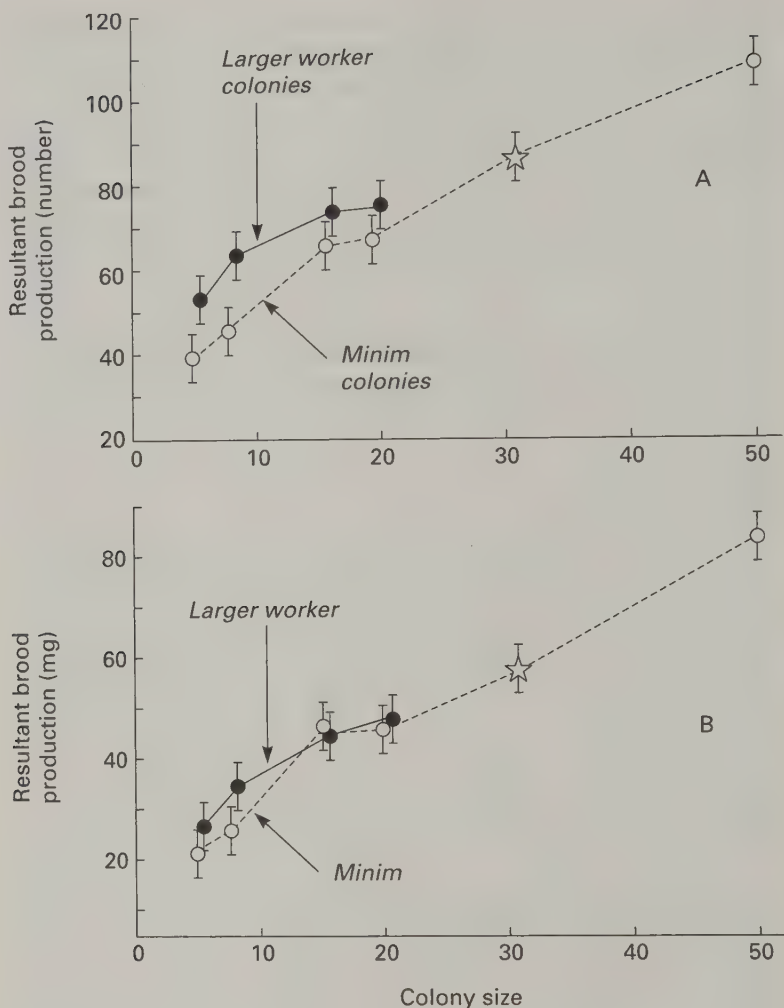 120
100
80
60
40
20
Resultant brood
production (number)
Larger worker
colonies
Minim
colonies
A
0
10
20
30
40
50
80
60
40
20
Resultant brood
production (mg)
Larger worker
Minim
B
0
10
20
30
40
50
Colony size